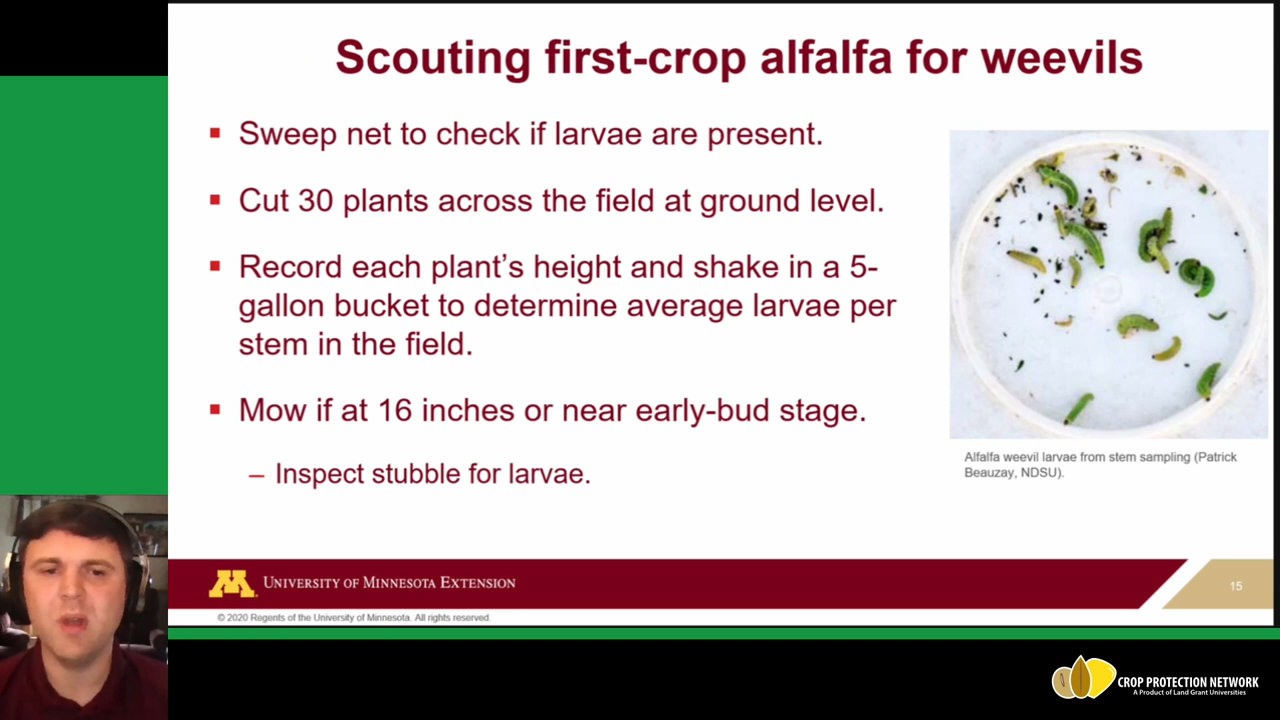 Scouting first-crop alfalfa for weevils
▪ Sweep net to check if larvae are present.
▪ Cut 30 plants across the field at ground level.
▪ Record each plant’s height and shake in a 5-
gallon bucket to determine average larvae per
stem in the field.
▪ Mow if at 16 inches or near early-bud stage.
– Inspect stubble for larvae.
Alfalfa weevil larvae from stem sampling (Patrick
Beauzay, NDSU).
M
UNIVERSITY OF MINNESOTA EXTENSION
15
© 2020 Regents of the University of Minnesota. All rights reserved.
CROP PROTECTION NETWORK
A Product of Land Grant Universities